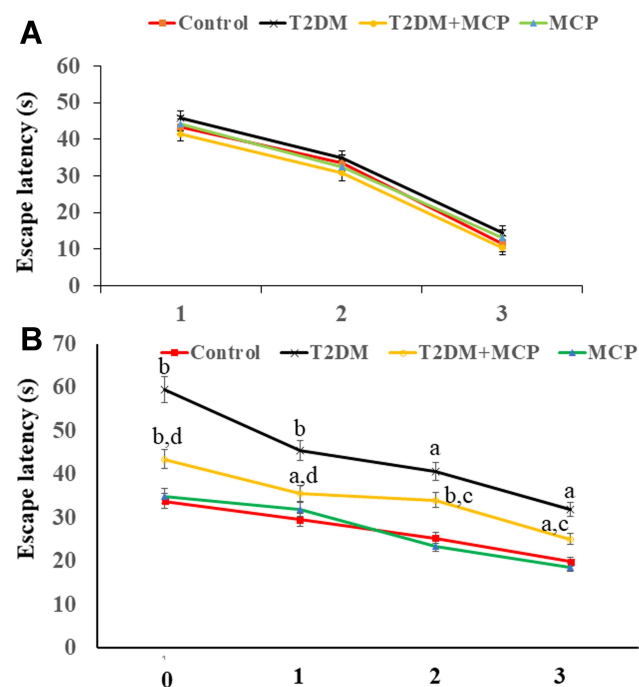 A
Control T2DM T2DM+MCP MCP
Escape latency (s)
60
50
40
30
20
10
0
1 2 3
B
Control T2DM T2DM+MCP MCP
Escape latency (s)
70
60
50
40
30
20
10
0
b
b
a
a
b,d
a,d
b,c
a,c
0 1 2 3